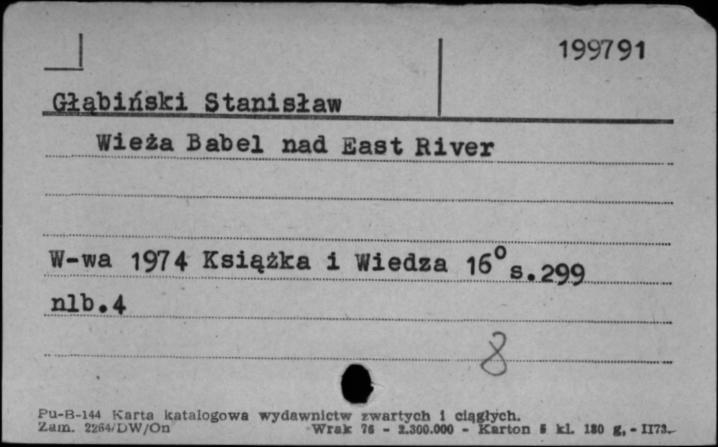 199791
Głąbiński Stanisław
Wieża Babel nad East River
W-wa 1974 Książka i Wiedza 16° s.299
nlb.4
8
Pu-B-144 Karta katalogowa wydawnictw zwartych i ciągłych.
Zam. 2264/DW/On Wrak 76 - 2.300.000 - Karton 5 kl. 180 g. - II73.